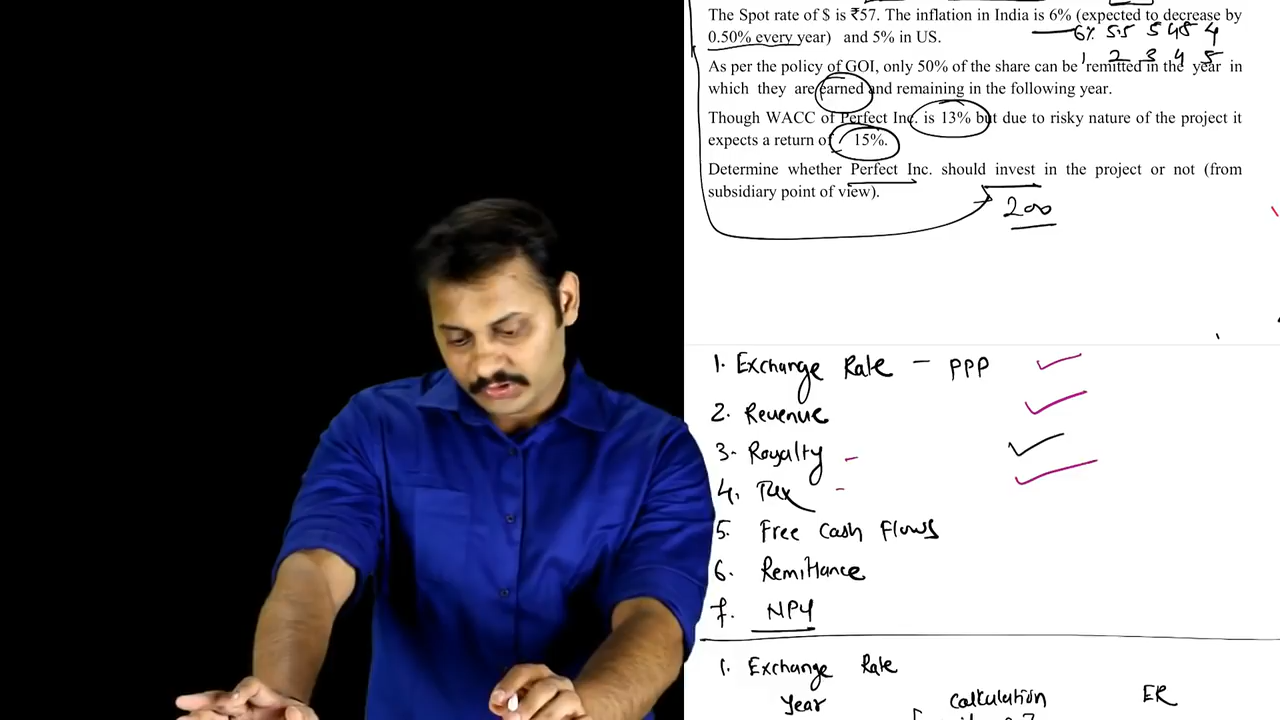 The Spot rate of $ is ₹57. The inflation in India is 6% (expected to decrease by
6% 5.5 5 4.5 4
0.50% every year) and 5% in US.
1 2 3 4 5
As per the policy of GOI, only 50% of the share can be remitted in the year in
which they are earned and remaining in the following year.
Though WACC of Perfect Inc. is 13% but due to risky nature of the project it
expects a return of 15%.
Determine whether Perfect Inc. should invest in the project or not (from
subsidiary point of view).
200
1. Exchange Rate – PPP
2. Revenue
3. Royalty –
4. Tax –
5. Free Cash Flows
6. Remittance
7. NPV
1. Exchange Rate
Year Calculation ER